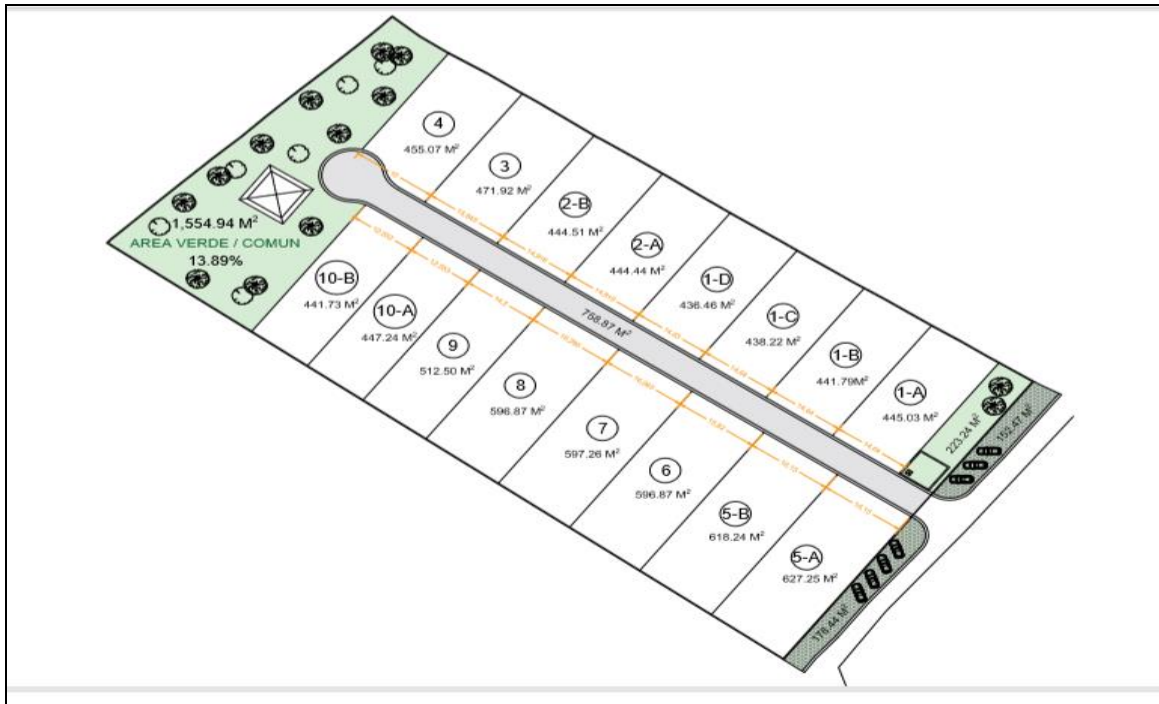 4
455.07 M²
3
471.92 M²
2-B
444.51 M²
2-A
444.44 M²
1-D
436.46 M²
1-C
438.22 M²
1-B
441.79M²
1-A
445.03 M²
223.24 M²
152.47 M²
1,554.94 M²
AREA VERDE / COMUN
13.89%
758.87 M²
10-B
441.73 M²
10-A
447.24 M²
9
512.50 M²
8
596.87 M²
7
597.26 M²
6
596.87 M²
5-B
618.24 M²
5-A
627.25 M²
178.44 M²